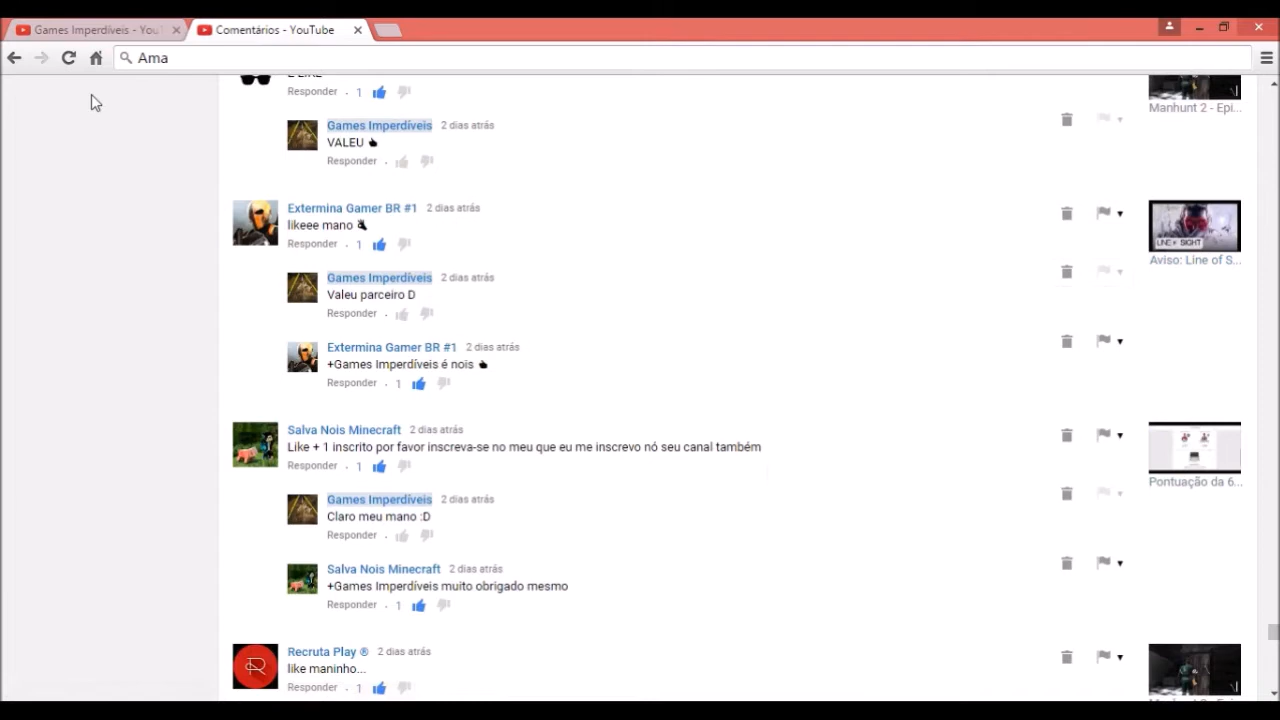 Games Imperdíveis - YouT
Comentários - YouTube
Ama
E LIKE
Responder . 1
Manhunt 2 - Epi...
Games Imperdíveis 2 dias atrás
VALEU
Responder .
Extermina Gamer BR #1 2 dias atrás
likeee mano
Responder . 1
LINE OF SIGHT
Aviso: Line of S...
Games Imperdíveis 2 dias atrás
Valeu parceiro D
Responder .
Extermina Gamer BR #1 2 dias atrás
+Games Imperdíveis é nois
Responder . 1
Salva Nois Minecraft 2 dias atrás
Like + 1 inscrito por favor inscreva-se no meu que eu me inscrevo nó seu canal também
Responder . 1
Pontuação da 6...
Games Imperdíveis 2 dias atrás
Claro meu mano :D
Responder .
Salva Nois Minecraft 2 dias atrás
+Games Imperdíveis muito obrigado mesmo
Responder . 1
Recruta Play ® 2 dias atrás
like maninho...
Responder . 1